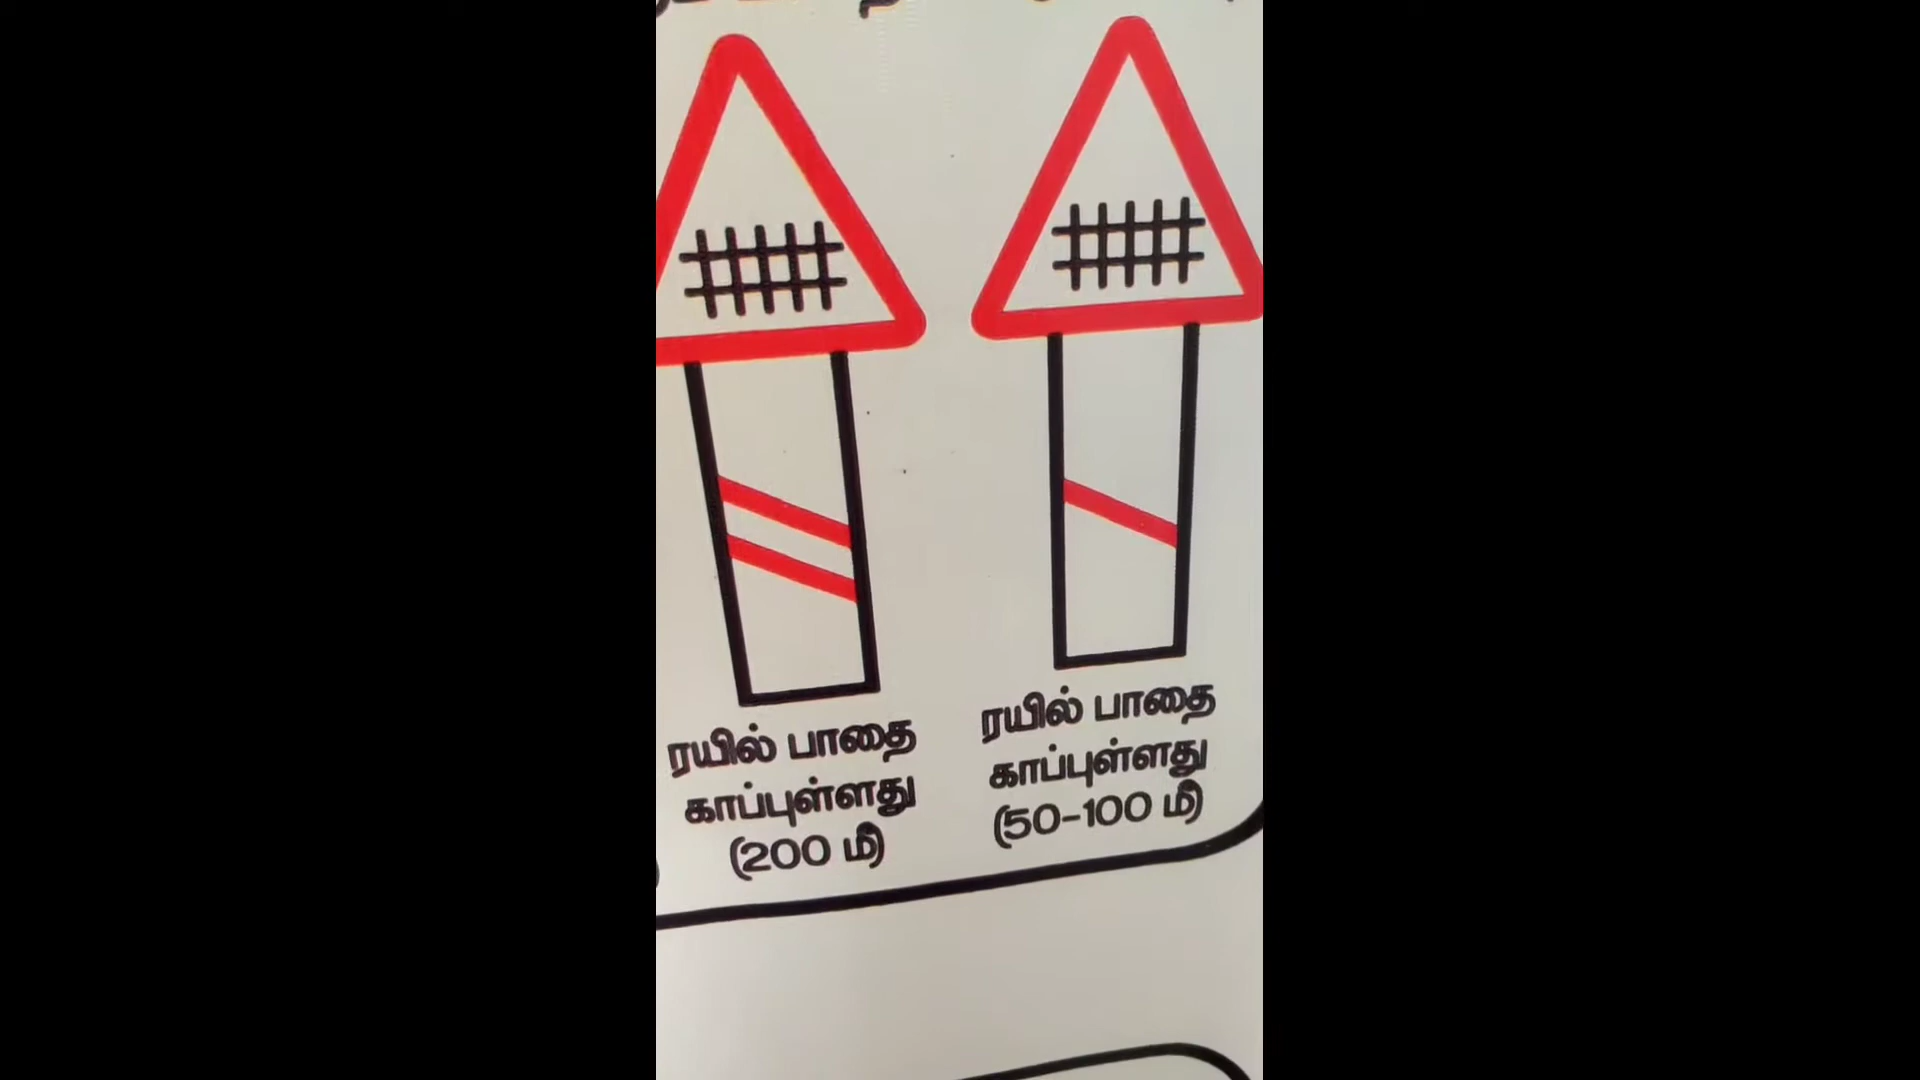 ரயில் பாதை
காப்புள்ளது
(200 மீ)
ரயில் பாதை
காப்புள்ளது
(50-100 மீ)